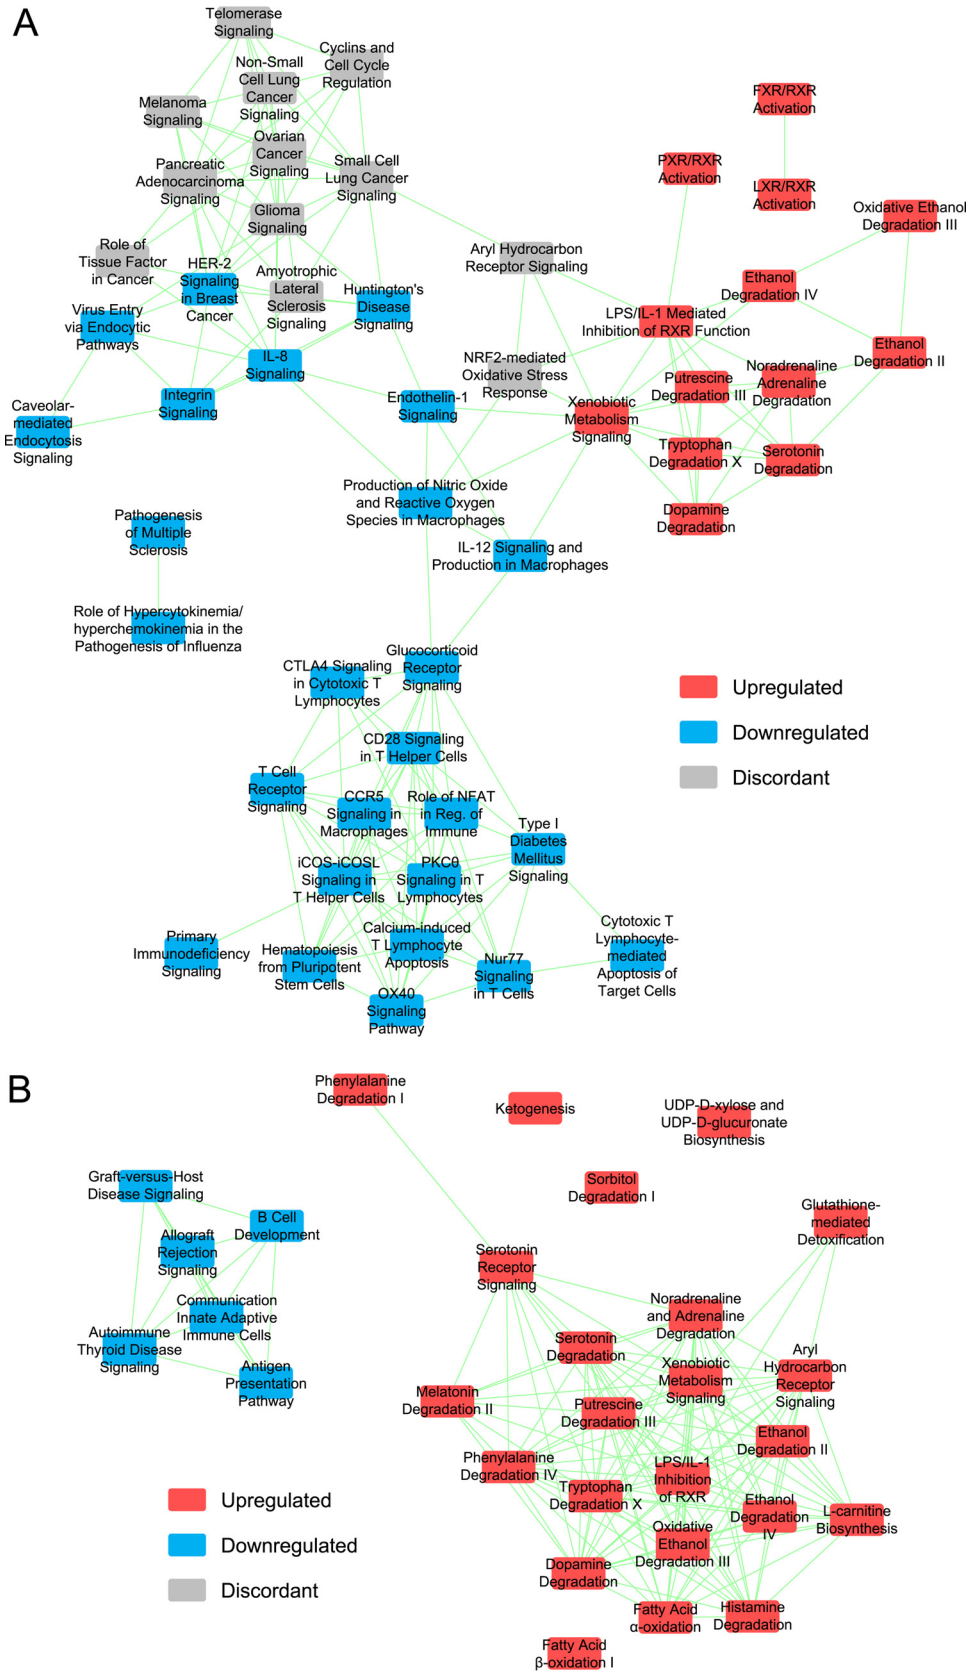 A
Telomerase
Signaling
Cyclins and
Cell Cycle
Regulation
Non-Small
Cell Lung
Cancer
Signaling
Melanoma
Signaling
Ovarian
Cancer
Signaling
Pancreatic
Adenocarcinoma
Signaling
Small Cell
Lung Cancer
Signaling
Glioma
Signaling
Role of
Tissue Factor
in Cancer
HER-2
Signaling
in Breast
Cancer
Amyotrophic
Lateral
Sclerosis
Signaling
Huntington's
Disease
Signaling
Virus Entry
via Endocytic
Pathways
IL-8
Signaling
Integrin
Signaling
Caveolar-
mediated
Endocytosis
Signaling
Endothelin-1
Signaling
Aryl Hydrocarbon
Receptor Signaling
NRF2-mediated
Oxidative Stress
Response
FXR/RXR
Activation
PXR/RXR
Activation
LXR/RXR
Activation
Oxidative Ethanol
Degradation III
Ethanol
Degradation IV
LPS/IL-1 Mediated
Inhibition of RXR Function
Ethanol
Degradation II
Noradrenaline
Adrenaline
Degradation
Putrescine
Degradation III
Xenobiotic
Metabolism
Signaling
Tryptophan
Degradation X
Serotonin
Degradation
Dopamine
Degradation
Production of Nitric Oxide
and Reactive Oxygen
Species in Macrophages
IL-12 Signaling and
Production in Macrophages
Pathogenesis
of Multiple
Sclerosis
Role of Hypercytokinemia/
hyperchemokinemia in the
Pathogenesis of Influenza
Glucocorticoid
Receptor
Signaling
CTLA4 Signaling
in Cytotoxic T
Lymphocytes
CD28 Signaling
in T Helper Cells
T Cell
Receptor
Signaling
CCR5
Signaling in
Macrophages
Role of NFAT
in Reg. of
Immune
Type I
Diabetes
Mellitus
Signaling
iCOS-iCOSL
Signaling in
T Helper Cells
PKCθ
Signaling in T
Lymphocytes
Primary
Immunodeficiency
Signaling
Hematopoiesis
from Pluripotent
Stem Cells
Calcium-induced
T Lymphocyte
Apoptosis
Nur77
Signaling
in T Cells
Cytotoxic T
Lymphocyte-
mediated
Apoptosis of
Target Cells
OX40
Signaling
Pathway
Upregulated
Downregulated
Discordant
B
Phenylalanine
Degradation I
Ketogenesis
UDP-D-xylose and
UDP-D-glucuronate
Biosynthesis
Sorbitol
Degradation I
Glutathione-
mediated
Detoxification
Graft-versus-Host
Disease Signaling
B Cell
Development
Allograft
Rejection
Signaling
Communication
Innate Adaptive
Immune Cells
Autoimmune
Thyroid Disease
Signaling
Antigen
Presentation
Pathway
Serotonin
Receptor
Signaling
Noradrenaline
and Adrenaline
Degradation
Serotonin
Degradation
Xenobiotic
Metabolism
Signaling
Aryl
Hydrocarbon
Receptor
Signaling
Melatonin
Degradation II
Putrescine
Degradation III
Ethanol
Degradation II
Phenylalanine
Degradation IV
LPS/IL-1
Inhibition
of RXR
Tryptophan
Degradation X
Ethanol
Degradation
IV
L-carnitine
Biosynthesis
Oxidative
Ethanol
Degradation III
Dopamine
Degradation
Fatty Acid
α-oxidation
Histamine
Degradation
Fatty Acid
β-oxidation I
Upregulated
Downregulated
Discordant